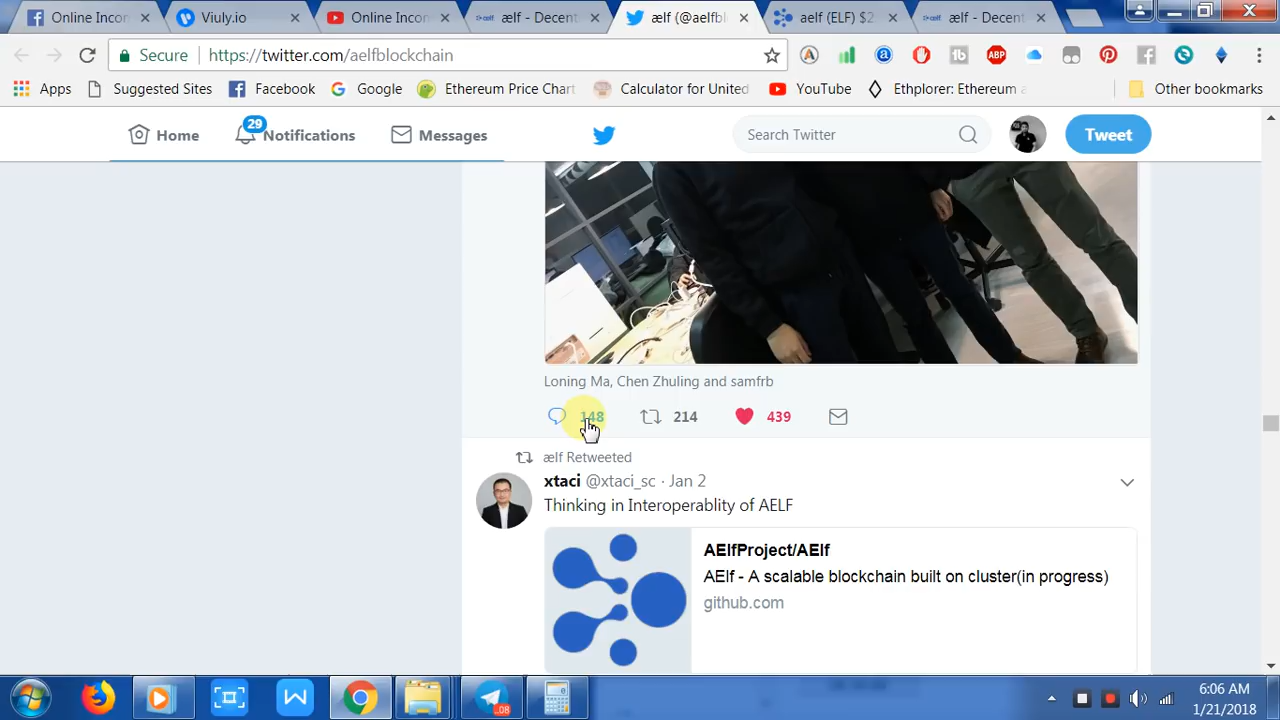 Online Incon
Viuly.io
Online Incon
ælf - Decent
ælf (@aelfbl
aelf (ELF) $2
ælf - Decent
Secure
https://twitter.com/aelfblockchain
Apps
Suggested Sites
Facebook
Google
Ethereum Price Chart
Calculator for United
YouTube
Ethplorer: Ethereum a
Other bookmarks
Home
29
Notifications
Messages
Search Twitter
Tweet
Loning Ma, Chen Zhuling and samfrb
148
214
439
ælf Retweeted
xtaci @xtaci_sc · Jan 2
Thinking in Interoperablity of AELF
AElfProject/AElf
AElf - A scalable blockchain built on cluster(in progress)
github.com
6:06 AM
1/21/2018